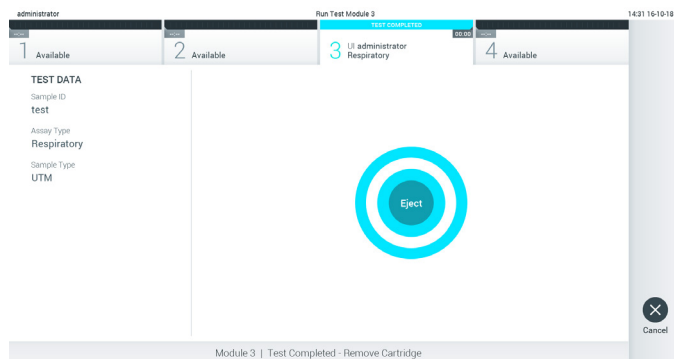 administrator
Run Test Module 3
14:31 16-10-18
TEST COMPLETED
00:00
1 Available
2 Available
3 UI administrator
Respiratory
4 Available
TEST DATA
Sample ID
test
Assay Type
Respiratory
Sample Type
UTM
Eject
Cancel
Module 3 | Test Completed - Remove Cartridge